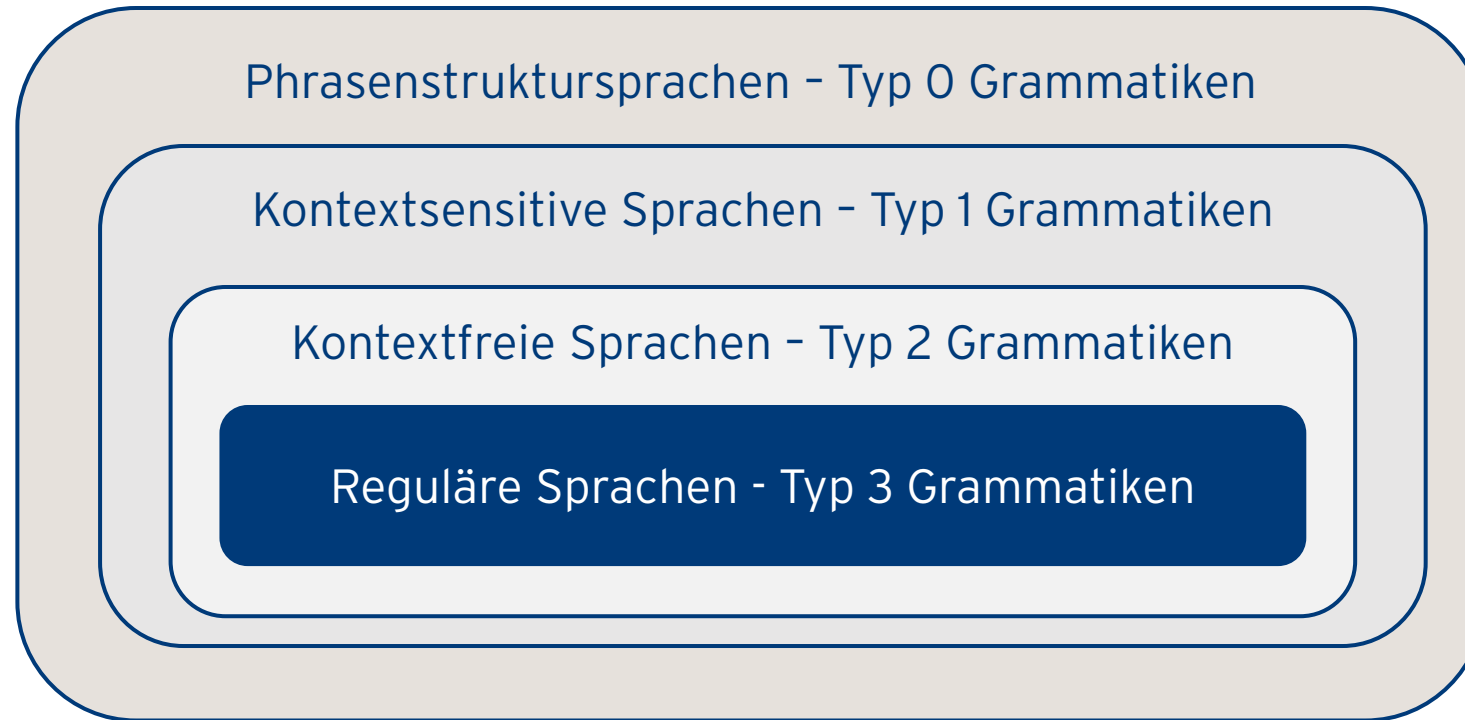 Phrasenstruktursprachen – Typ 0 Grammatiken
Kontextsensitive Sprachen – Typ 1 Grammatiken
Kontextfreie Sprachen – Typ 2 Grammatiken
Reguläre Sprachen - Typ 3 Grammatiken